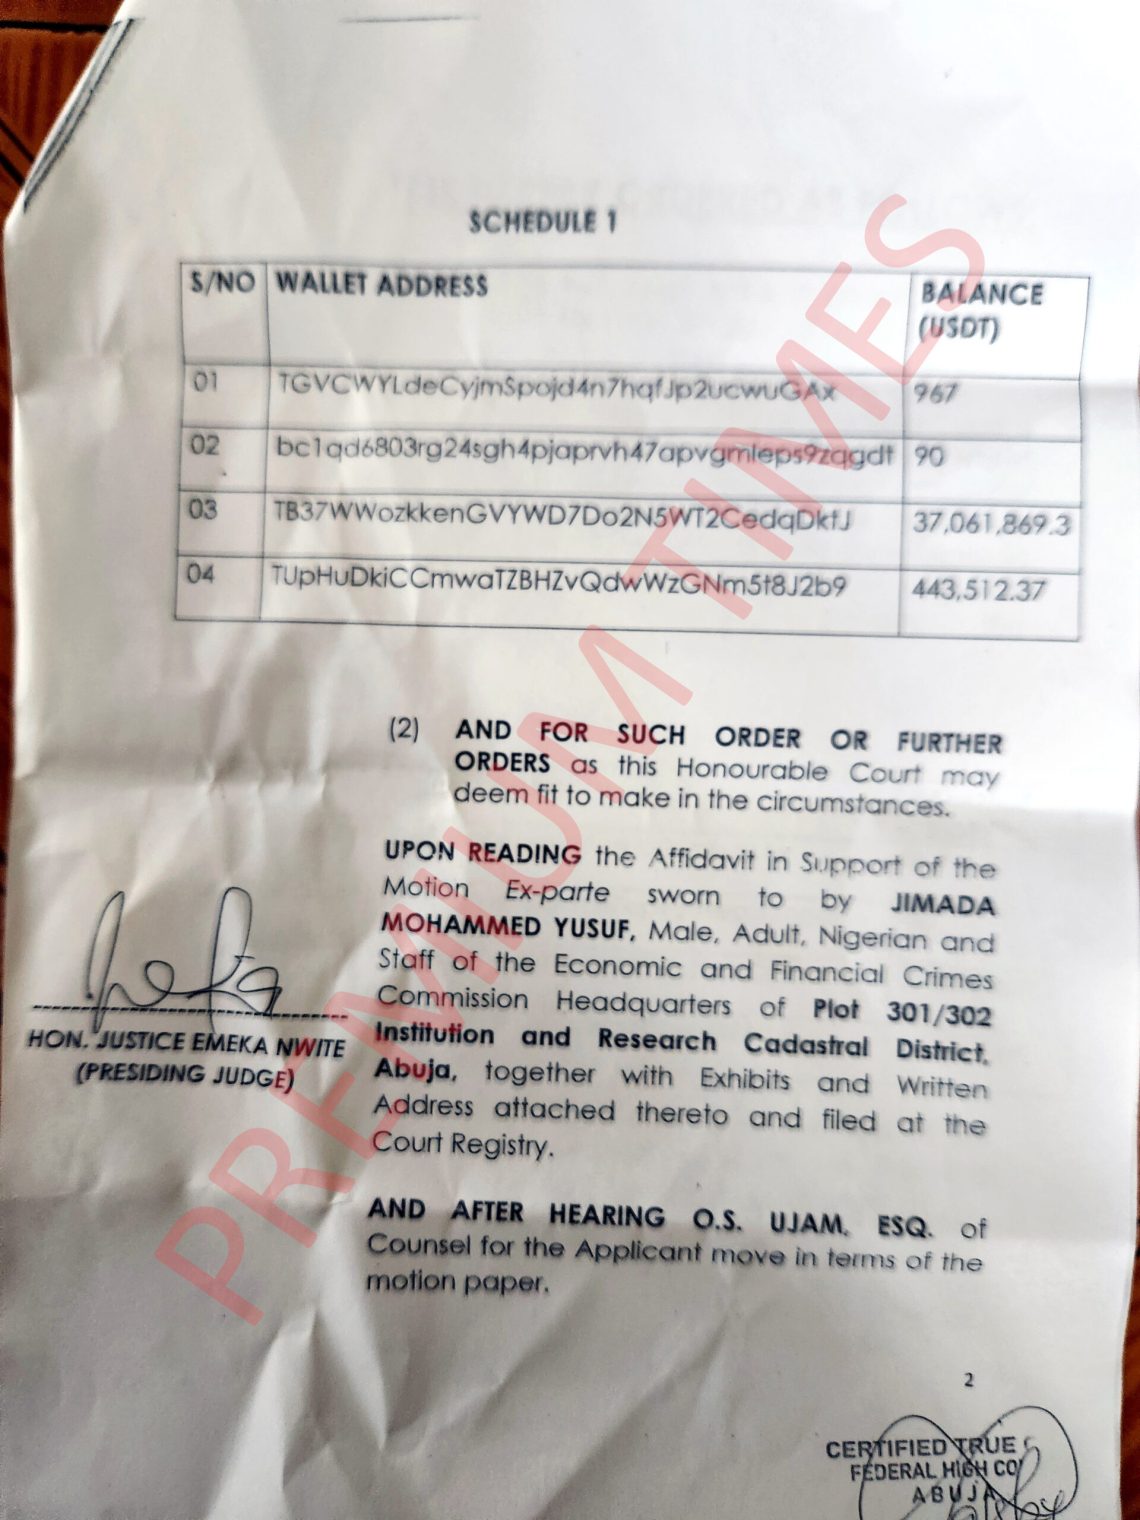 SCHEDULE 1
S/NO WALLET ADDRESS BALANCE (USDT)
01 TGVCWYLdeCyjmSpojd4n7hqfJp2ucwuGAx 967
02 bc1qd6803rg24sgh4pjaprvh47apvgmleps9zqgdt 90
03 TB37WWozkkenGVYWD7Do2N5WT2CedqDktJ 37,061,869.3
04 TUpHuDkiCCmwaTZBHZvQdwWzGNm5t8J2b9 443,512.37
(2) AND FOR SUCH ORDER OR FURTHER
ORDERS as this Honourable Court may
deem fit to make in the circumstances.
UPON READING the Affidavit in Support of the
Motion Ex-parte sworn to by JIMADA
MOHAMMED YUSUF, Male, Adult, Nigerian and
Staff of the Economic and Financial Crimes
Commission Headquarters of Plot 301/302
Institution and Research Cadastral District,
Abuja, together with Exhibits and Written
Address attached thereto and filed at the
Court Registry.
HON. JUSTICE EMEKA NWITE
(PRESIDING JUDGE)
AND AFTER HEARING O.S. UJAM, ESQ. of
Counsel for the Applicant move in terms of the
motion paper.
2
CERTIFIED TRUE C
FEDERAL HIGH CO
ABUJA
PREMIUM TIMES